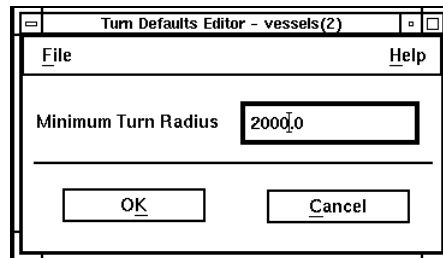 Turn Defaults Editor - vessels(2)
File Help
Minimum Turn Radius 2000.0
OK Cancel